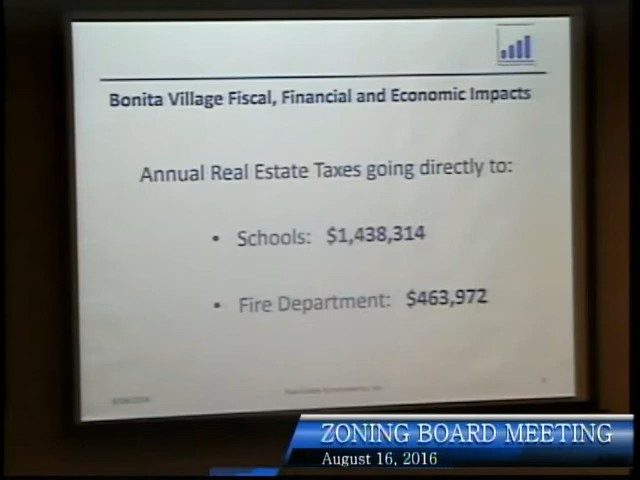 Bonita Village Fiscal, Financial and Economic Impacts
Annual Real Estate Taxes going directly to:
• Schools: $1,438,314
• Fire Department: $463,972
ZONING BOARD MEETING
August 16, 2016